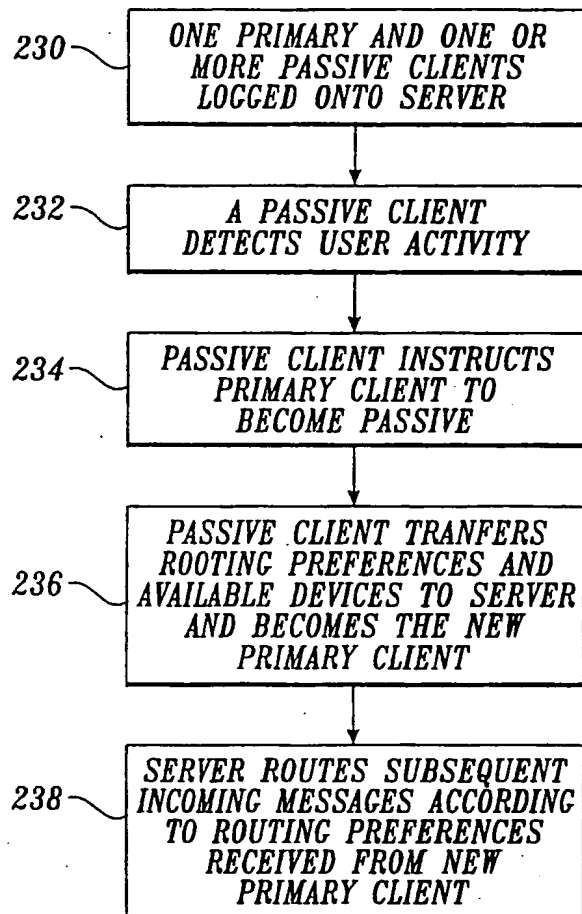 230
ONE PRIMARY AND ONE OR
MORE PASSIVE CLIENTS
LOGGED ONTO SERVER
232
A PASSIVE CLIENT
DETECTS USER ACTIVITY
234
PASSIVE CLIENT INSTRUCTS
PRIMARY CLIENT TO
BECOME PASSIVE
236
PASSIVE CLIENT TRANFERS
ROOTING PREFERENCES AND
AVAILABLE DEVICES TO SERVER
AND BECOMES THE NEW
PRIMARY CLIENT
238
SERVER ROUTES SUBSEQUENT
INCOMING MESSAGES ACCORDING
TO ROUTING PREFERENCES
RECEIVED FROM NEW
PRIMARY CLIENT